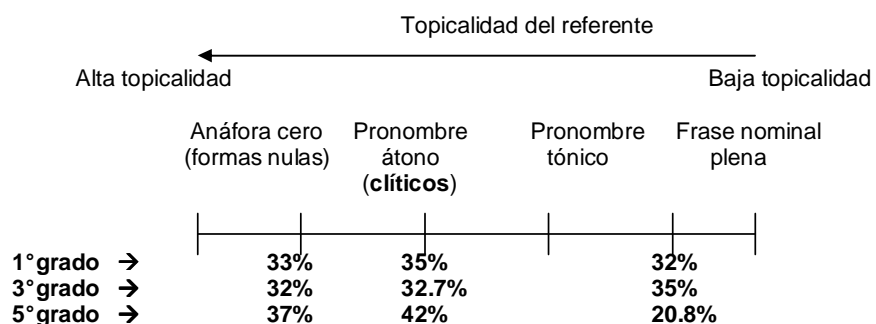 Topicalidad del referente
Alta topicalidad Baja topicalidad
Anáfora cero Pronombre Pronombre Frase nominal
(formas nulas) átono tónico plena
(clíticos)
1°grado → 33% 35% 32%
3°grado → 32% 32.7% 35%
5°grado → 37% 42% 20.8%